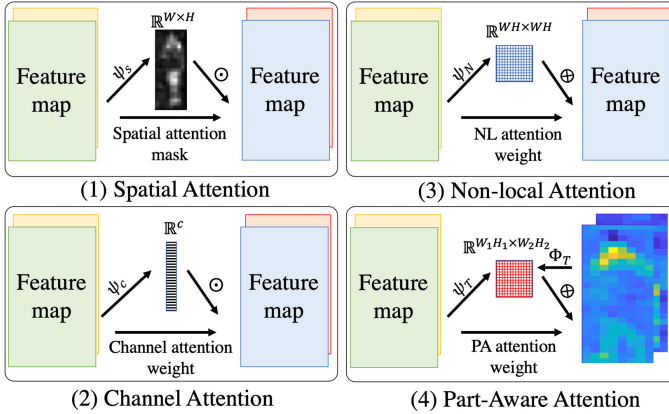 Feature
map
ψ_S
ℝ^{W×H}
⊙
Spatial attention
mask
Feature
map
(1) Spatial Attention
Feature
map
ψ_N
ℝ^{WH×WH}
⊕
NL attention
weight
Feature
map
(3) Non-local Attention
Feature
map
ψ_C
ℝ^C
⊙
Channel attention
weight
Feature
map
(2) Channel Attention
Feature
map
ψ_T
ℝ^{W_1H_1×W_2H_2}
Φ_T
⊕
PA attention
weight
(4) Part-Aware Attention